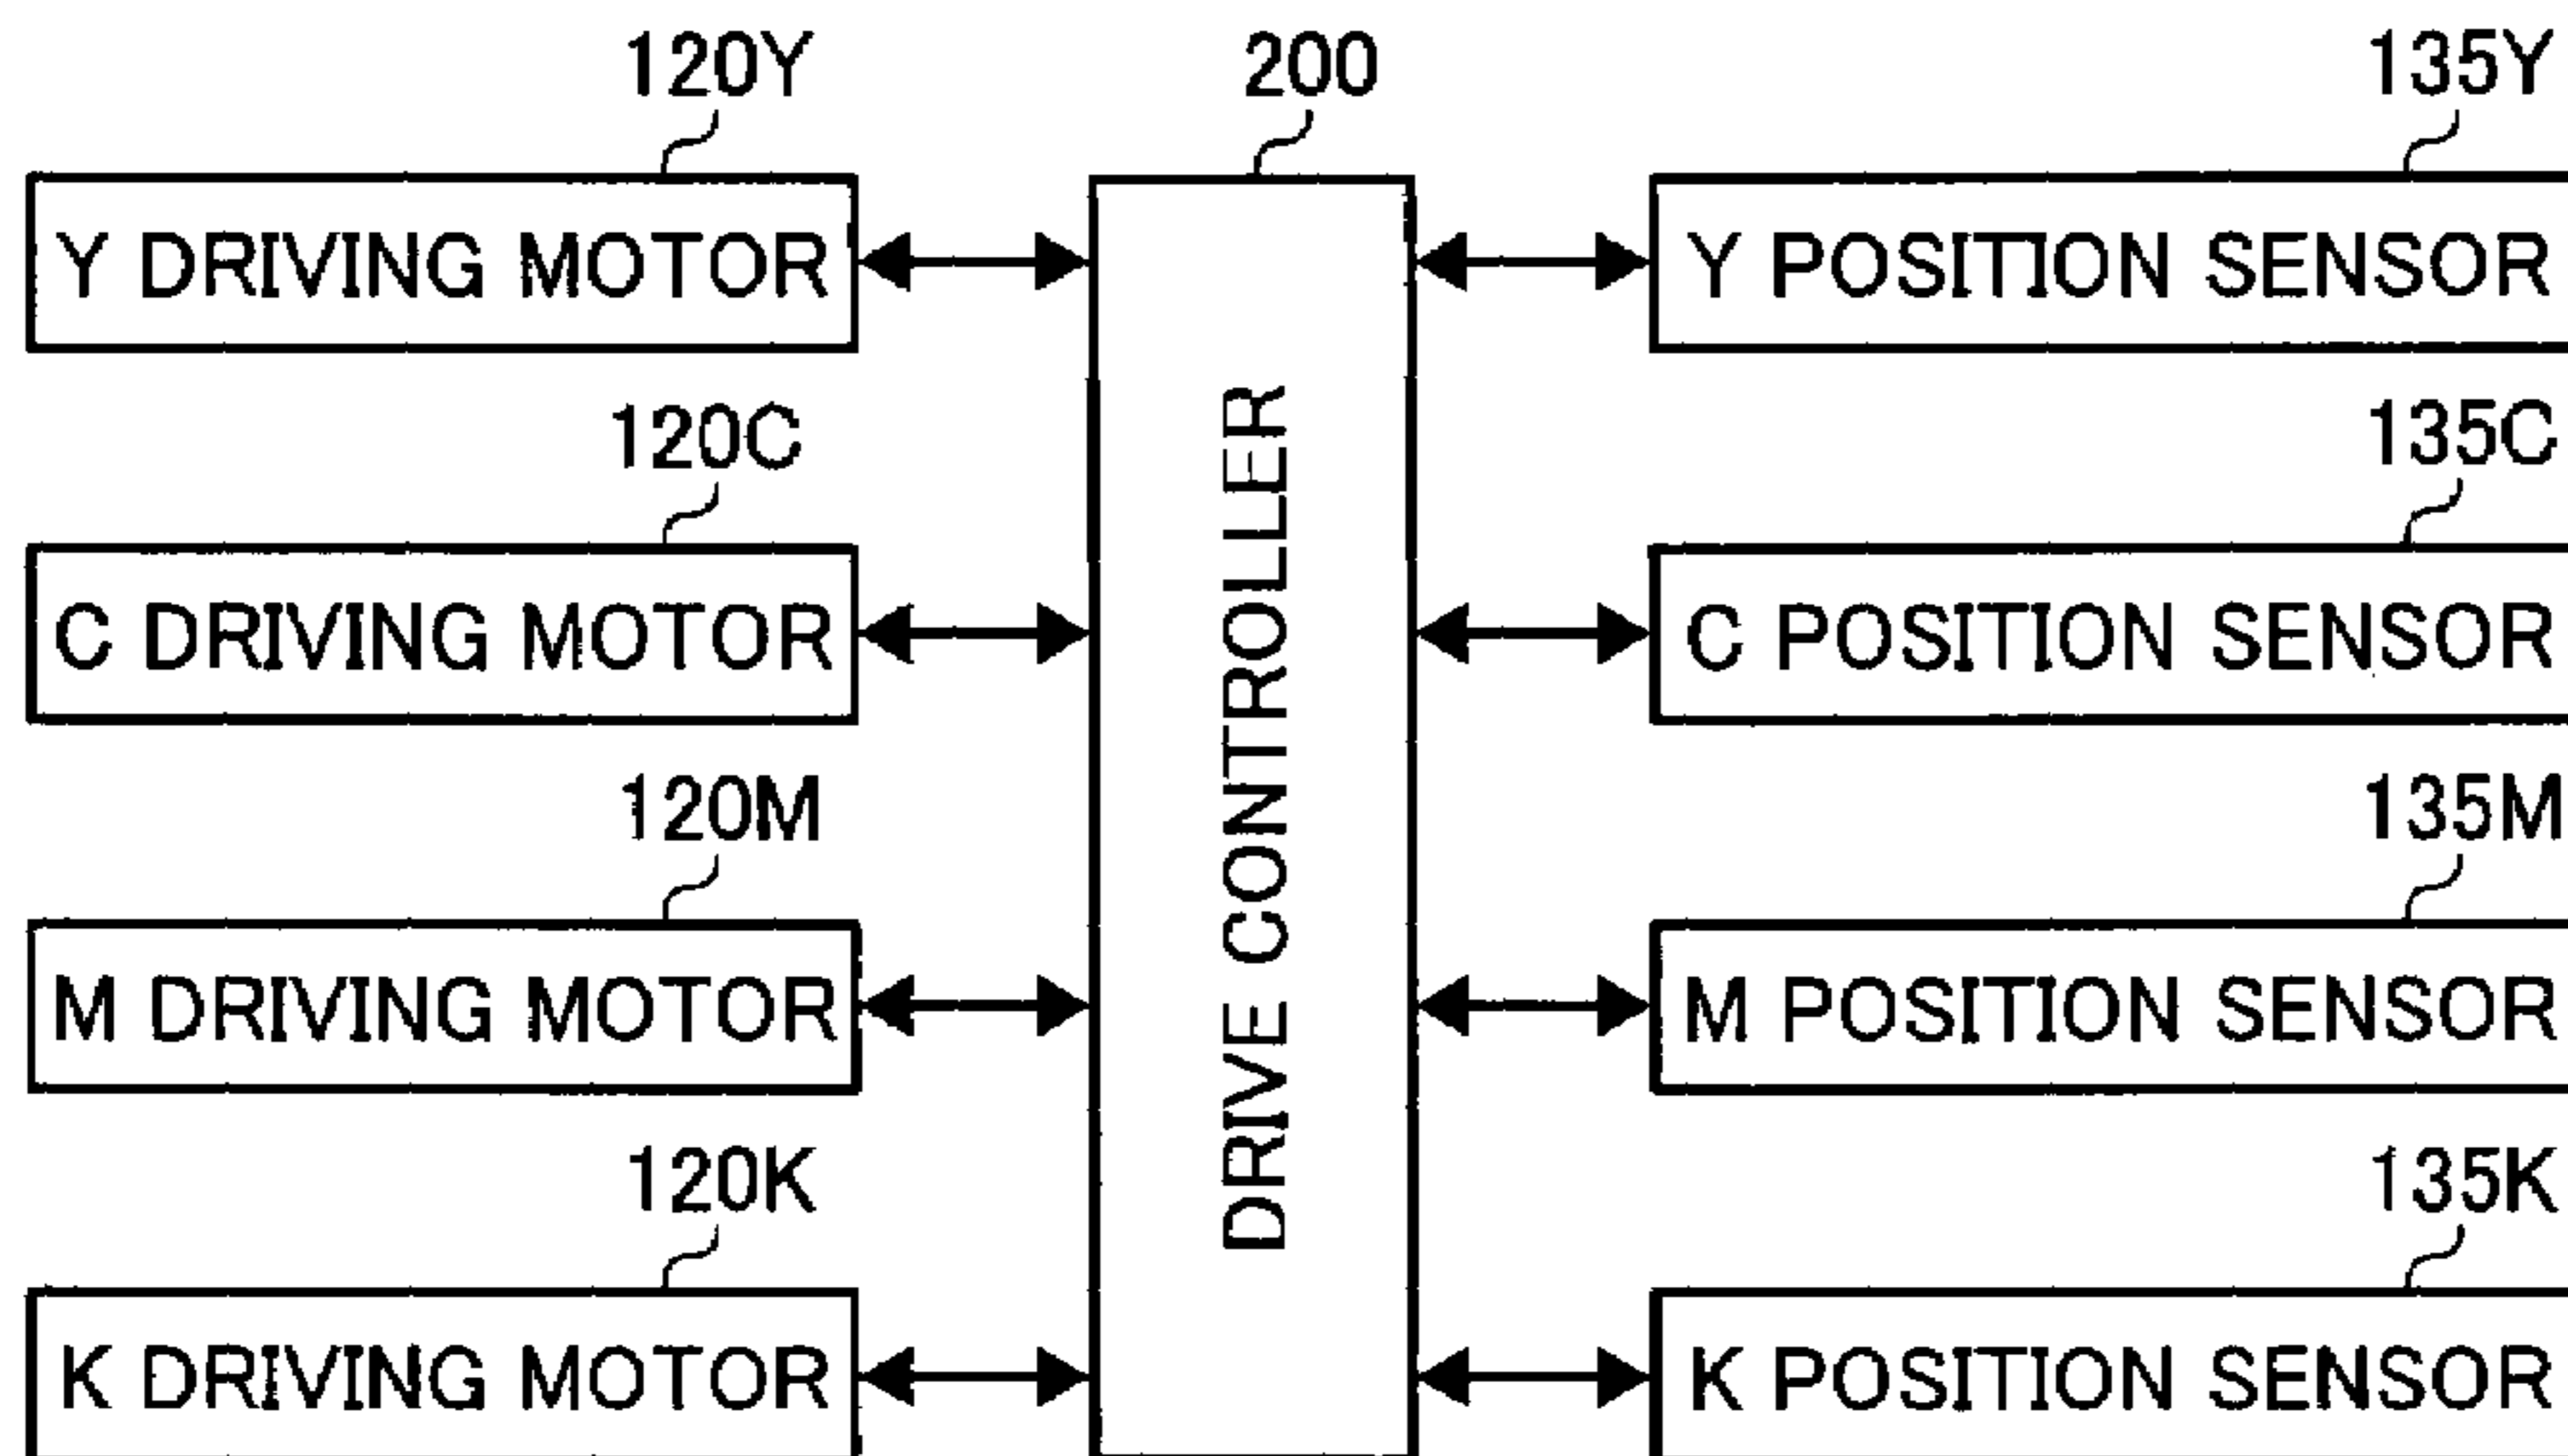 120Y
200
135Y
Y DRIVING MOTOR
Y POSITION SENSOR
120C
135C
C DRIVING MOTOR
DRIVE CONTROLLER
C POSITION SENSOR
120M
135M
M DRIVING MOTOR
M POSITION SENSOR
120K
135K
K DRIVING MOTOR
K POSITION SENSOR